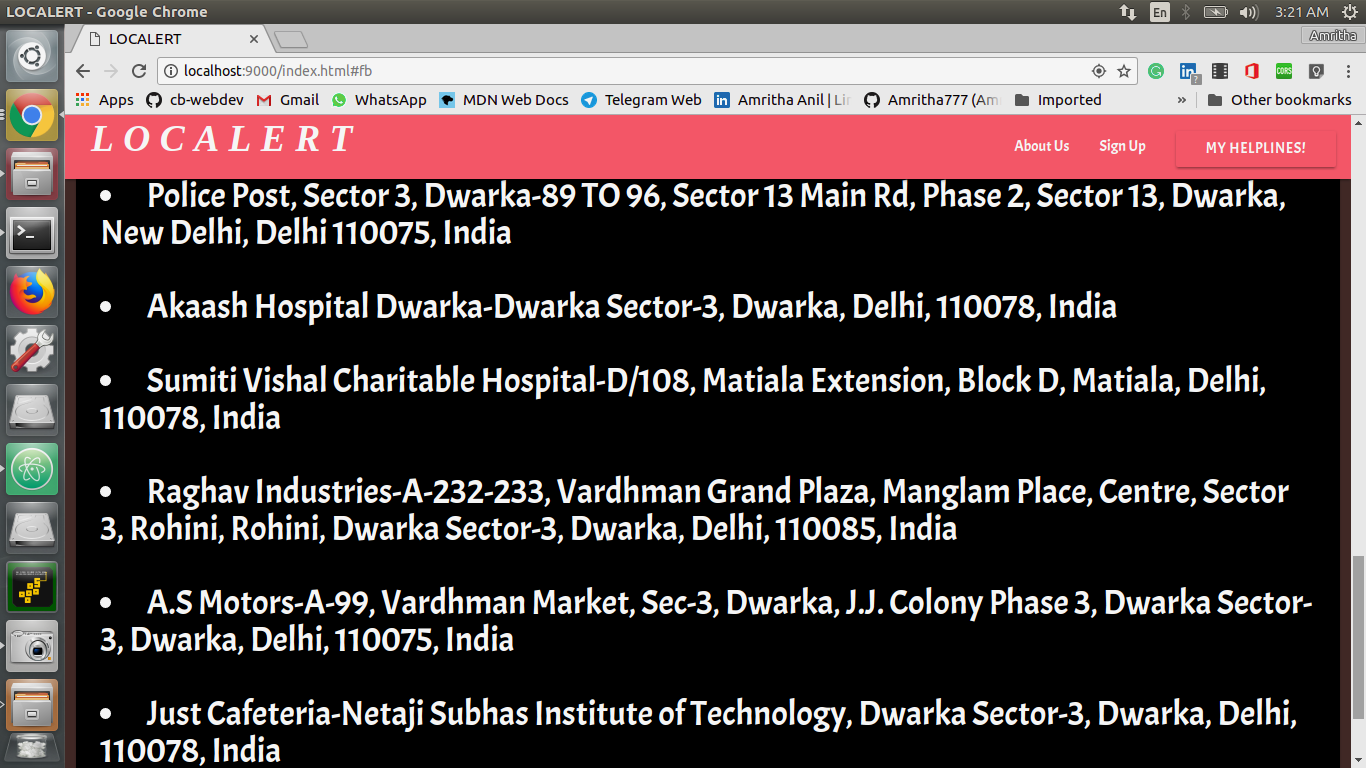 LOCALERT - Google Chrome
En
3:21 AM
LOCALERT
Amritha
localhost:9000/index.html#fb
CORS
Apps
cb-webdev
Gmail
WhatsApp
MDN Web Docs
Telegram Web
Amritha Anil | Lin
Amritha777 (Am
Imported
»
Other bookmarks
LOCALERT
About Us
Sign Up
MY HELPLINES!
• Police Post, Sector 3, Dwarka-89 TO 96, Sector 13 Main Rd, Phase 2, Sector 13, Dwarka,
New Delhi, Delhi 110075, India
• Akaash Hospital Dwarka-Dwarka Sector-3, Dwarka, Delhi, 110078, India
• Sumiti Vishal Charitable Hospital-D/108, Matiala Extension, Block D, Matiala, Delhi,
110078, India
• Raghav Industries-A-232-233, Vardhman Grand Plaza, Manglam Place, Centre, Sector
3, Rohini, Rohini, Dwarka Sector-3, Dwarka, Delhi, 110085, India
• A.S Motors-A-99, Vardhman Market, Sec-3, Dwarka, J.J. Colony Phase 3, Dwarka Sector-
3, Dwarka, Delhi, 110075, India
• Just Cafeteria-Netaji Subhas Institute of Technology, Dwarka Sector-3, Dwarka, Delhi,
110078, India